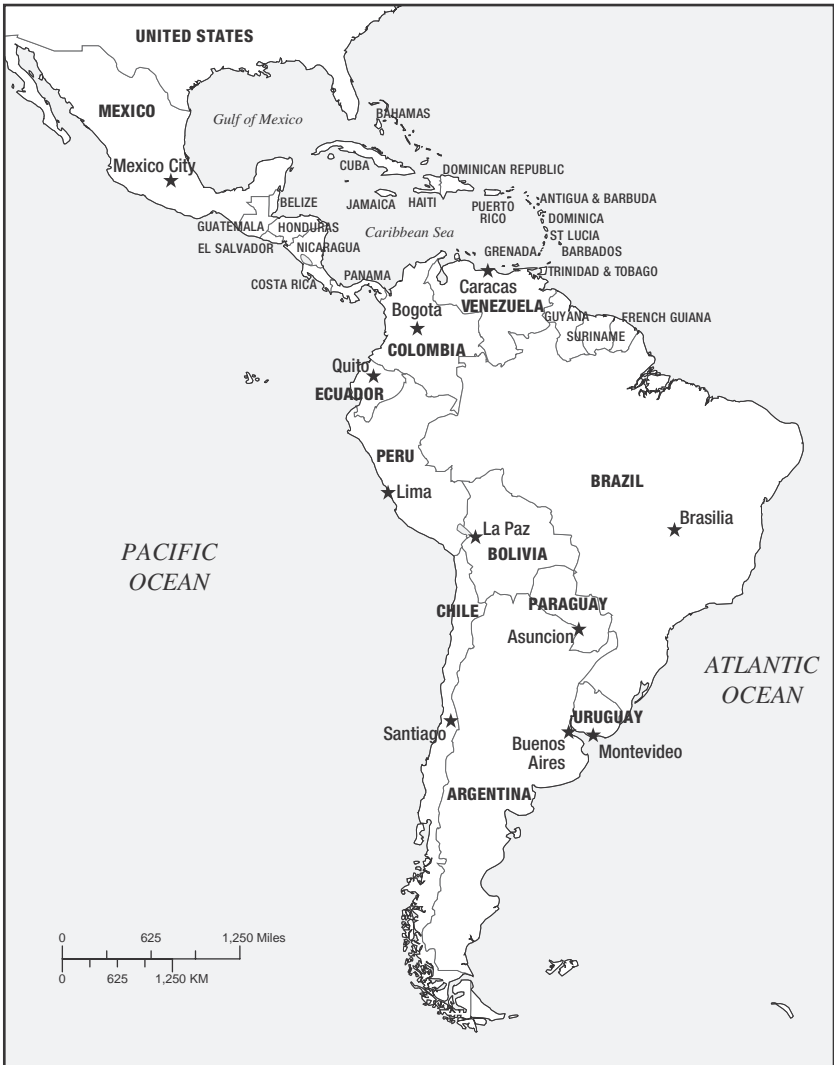 UNITED STATES
MEXICO
Gulf of Mexico
BAHAMAS
Mexico City
CUBA
DOMINICAN REPUBLIC
BELIZE
JAMAICA
HAITI
PUERTO
RICO
ANTIGUA & BARBUDA
DOMINICA
GUATEMALA
HONDURAS
Caribbean Sea
ST LUCIA
EL SALVADOR
NICARAGUA
GRENADA
BARBADOS
COSTA RICA
PANAMA
TRINIDAD & TOBAGO
Caracas
VENEZUELA
Bogota
GUYANA
FRENCH GUIANA
SURINAME
COLOMBIA
Quito
ECUADOR
PERU
BRAZIL
Lima
Brasilia
La Paz
BOLIVIA
PACIFIC
OCEAN
CHILE
PARAGUAY
Asuncion
ATLANTIC
OCEAN
URUGUAY
Santiago
Buenos
Aires
Montevideo
ARGENTINA
0 625 1,250 Miles
0 625 1,250 KM